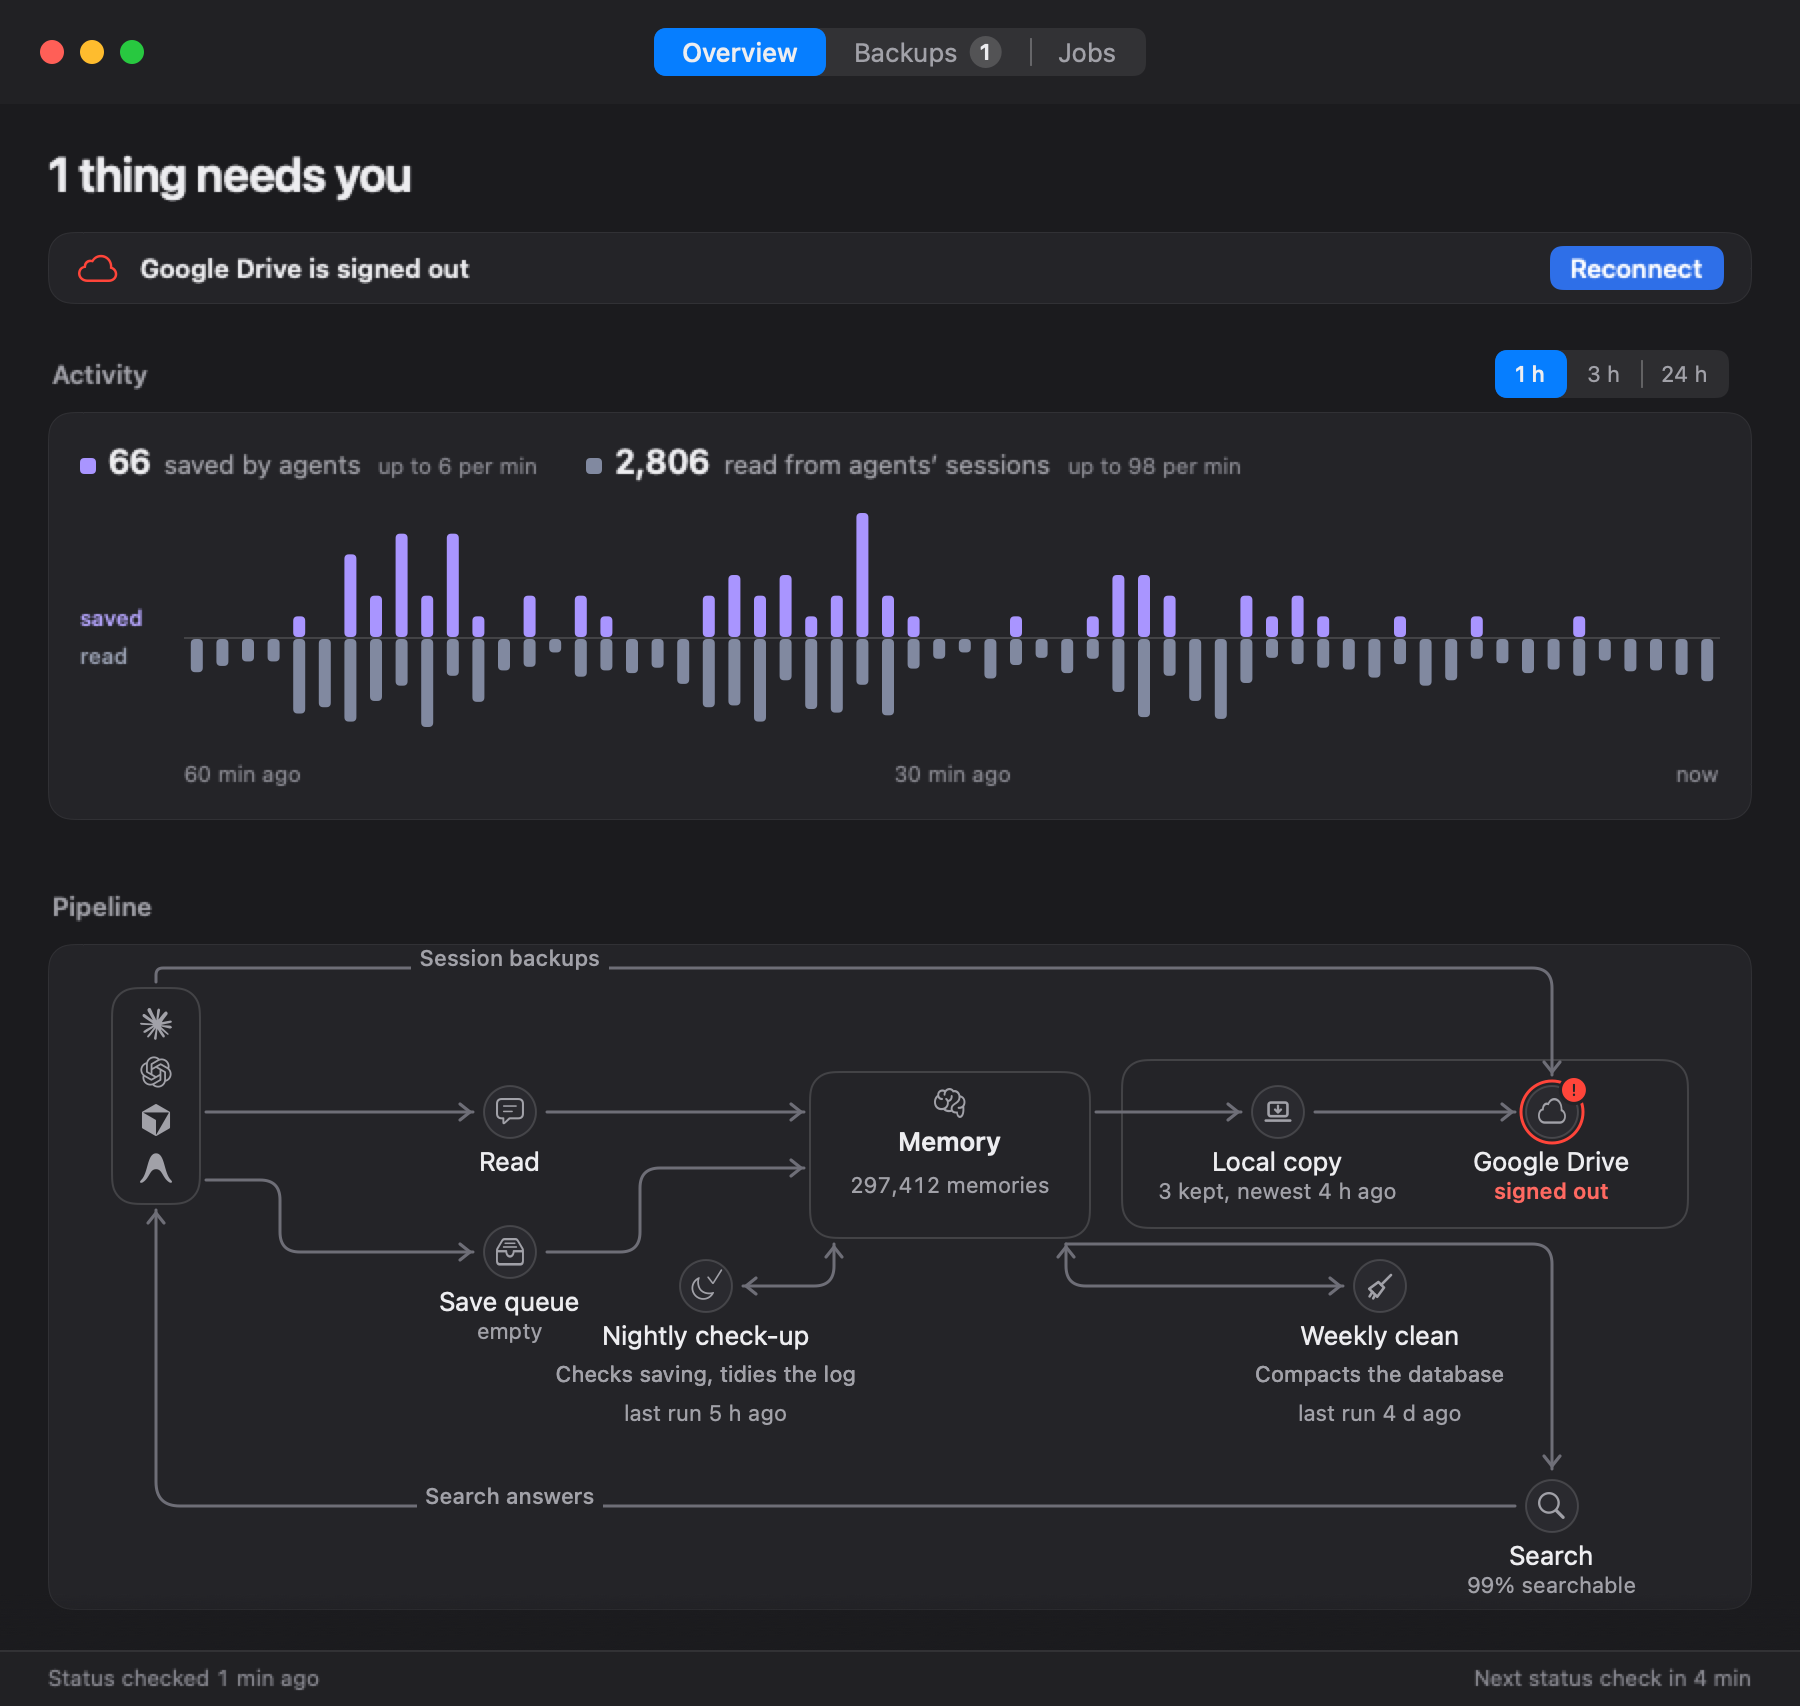 Overview
Backups 1
Jobs
1 thing needs you
Google Drive is signed out
Reconnect
Activity
1 h
3 h
24 h
66 saved by agents up to 6 per min
2,806 read from agents’ sessions up to 98 per min
saved
read
60 min ago
30 min ago
now
Pipeline
Session backups
Read
Memory
297,412 memories
Local copy
3 kept, newest 4 h ago
!
Google Drive
signed out
Save queue
empty
Nightly check-up
Checks saving, tidies the log
last run 5 h ago
Weekly clean
Compacts the database
last run 4 d ago
Search answers
Search
99% searchable
Status checked 1 min ago
Next status check in 4 min